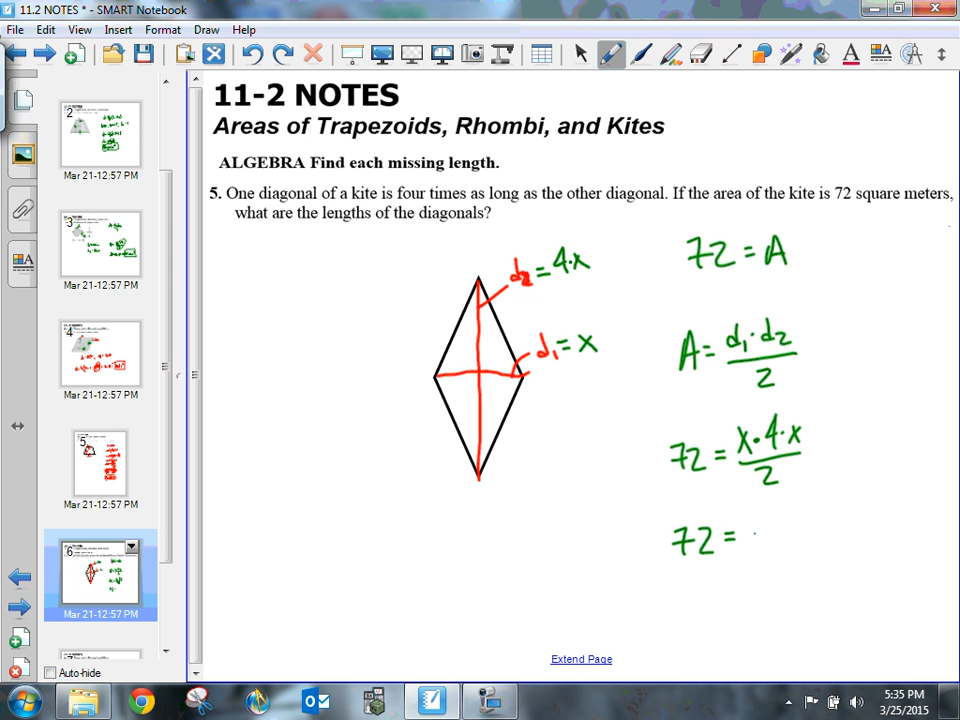 11.2 NOTES * - SMART Notebook
File Edit View Insert Format Draw Help
11-2 NOTES
Areas of Trapezoids, Rhombi, and Kites
ALGEBRA Find each missing length.
5. One diagonal of a kite is four times as long as the other diagonal. If the area of the kite is 72 square meters,
what are the lengths of the diagonals?
d2 = 4·x
72 = A
d1 = x
A = d1·d2/2
72 = x·4·x/2
72 =
2
Mar 21-12:57 PM
3
Mar 21-12:57 PM
4
Mar 21-12:57 PM
5
Mar 21-12:57 PM
6
Mar 21-12:57 PM
Auto-hide
Extend Page
5:35 PM
3/25/2015